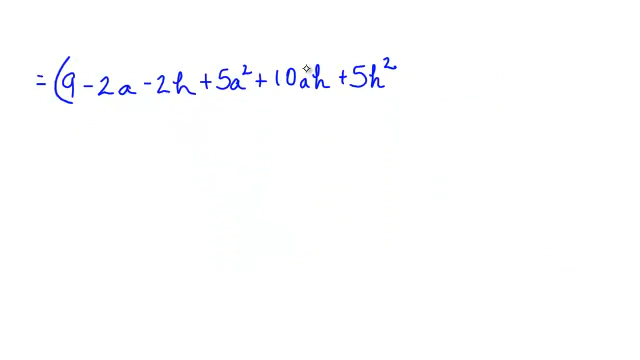 = (9 - 2a - 2h + 5a² + 10ah + 5h²